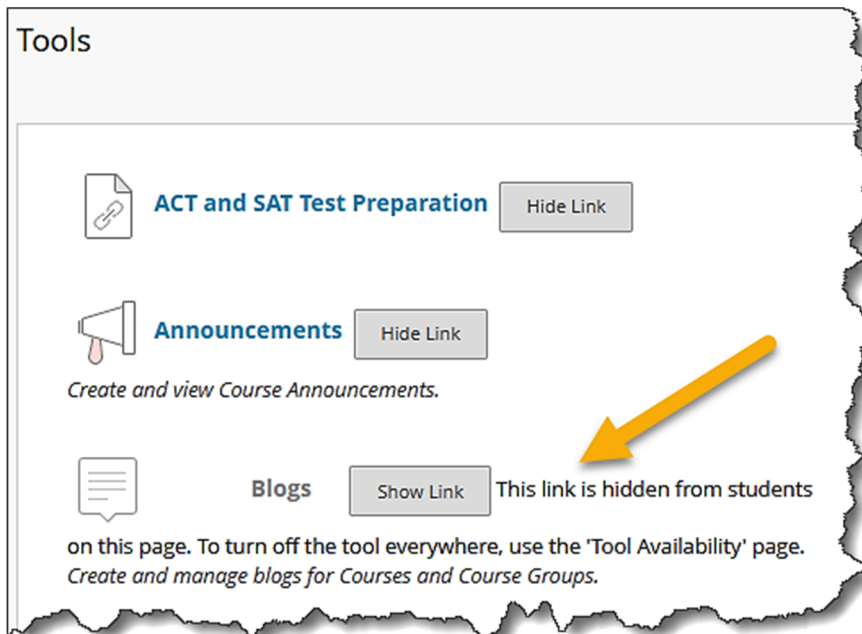 Tools
ACT and SAT Test Preparation Hide Link
Announcements Hide Link
Create and view Course Announcements.
Blogs Show Link This link is hidden from students
on this page. To turn off the tool everywhere, use the 'Tool Availability' page.
Create and manage blogs for Courses and Course Groups.